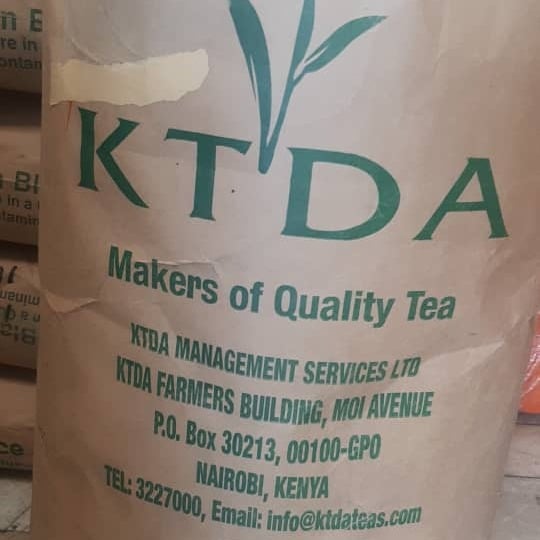 KTDA
Makers of Quality Tea
KTDA MANAGEMENT SERVICES LTD
KTDA FARMERS BUILDING, MOI AVENUE
P.O. Box 30213, 00100-GPO
NAIROBI, KENYA
TEL: 3227000, Email: info@ktdateas.com